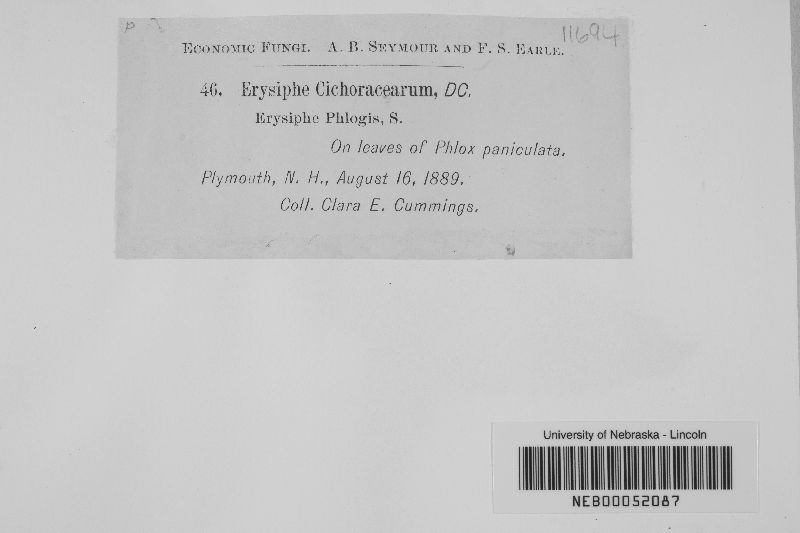 P
11694
ECONOMIC FUNGI. A. B. SEYMOUR AND F. S. EARLE.
46. Erysiphe Cichoracearum, DC.
Erysiphe Phlogis, S.
On leaves of Phlox paniculata.
Plymouth, N. H., August 16, 1889.
Coll. Clara E. Cummings.
University of Nebraska - Lincoln
NEB00052087